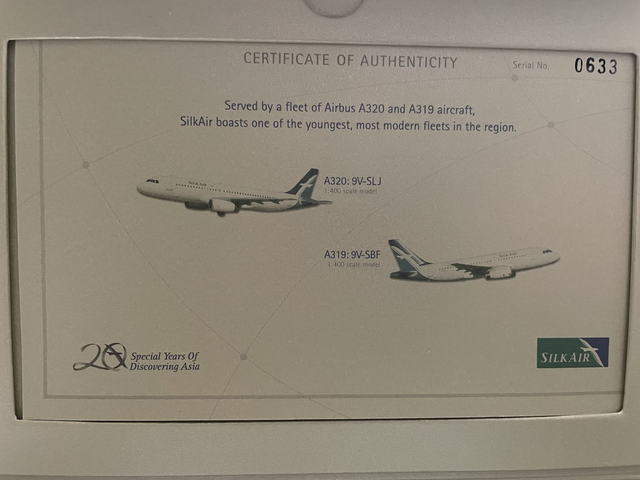 CERTIFICATE OF AUTHENTICITY
Serial No. 0633
Served by a fleet of Airbus A320 and A319 aircraft,
SilkAir boasts one of the youngest, most modern fleets in the region.
A320: 9V-SLJ
1:400 scale model
A319: 9V-SBF
1:400 scale model
20 Special Years Of
Discovering Asia
SILKAIR